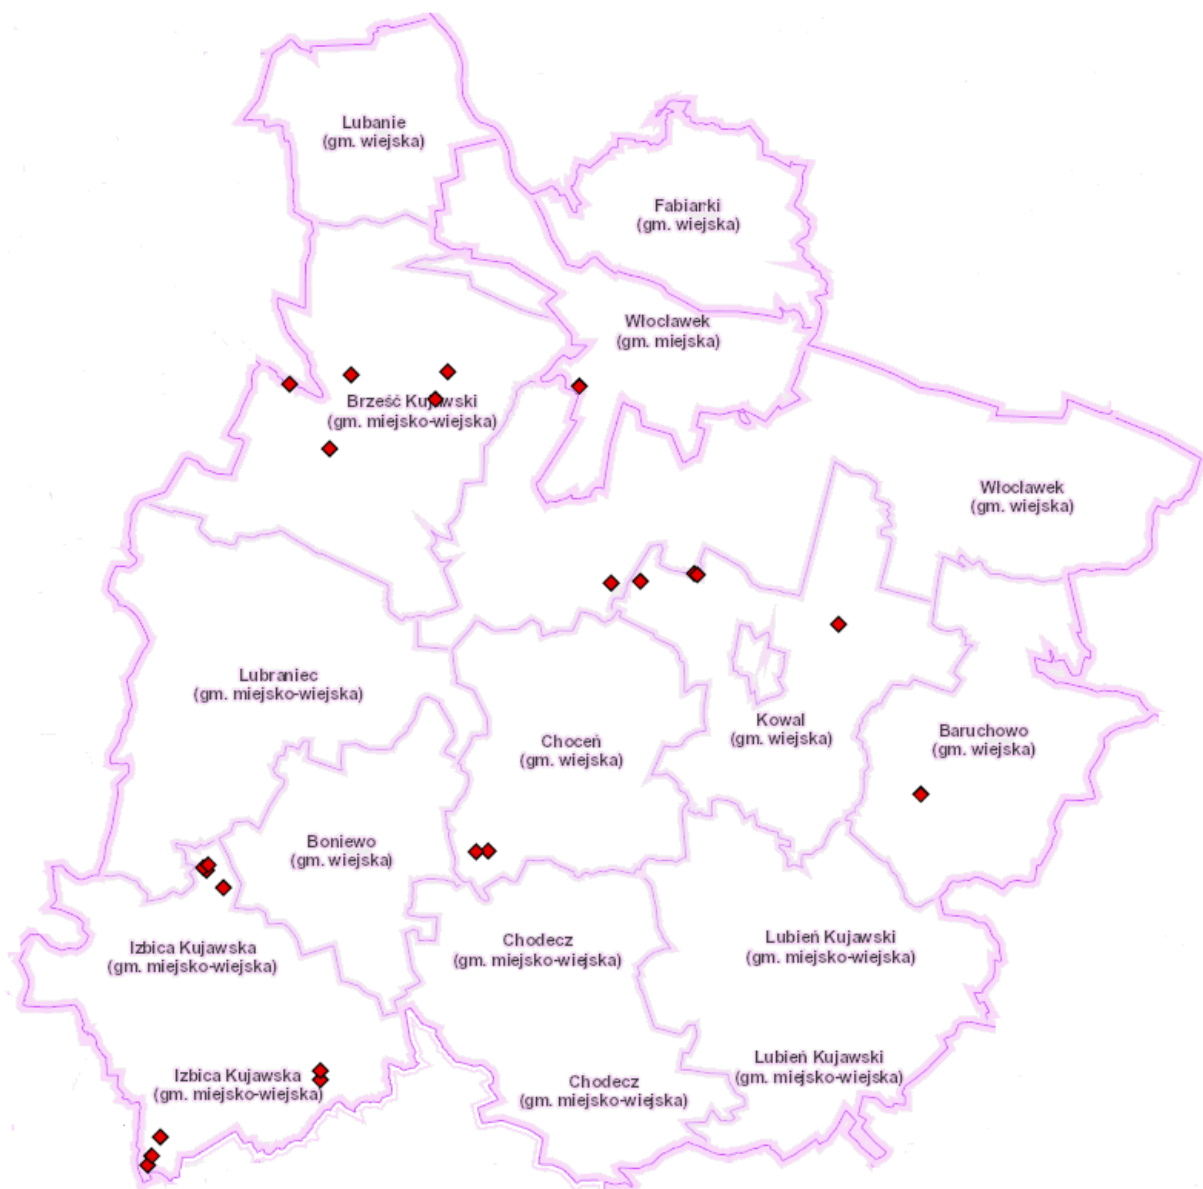 Lubanie
(gm. wiejska)
Fabianki
(gm. wiejska)
Włocławek
(gm. miejska)
Brześć Kujawski
(gm. miejsko-wiejska)
Włocławek
(gm. wiejska)
Lubraniec
(gm. miejsko-wiejska)
Choceń
(gm. wiejska)
Kowal
(gm. wiejska)
Baruchowo
(gm. wiejska)
Boniewo
(gm. wiejska)
Izbica Kujawska
(gm. miejsko-wiejska)
Chodecz
(gm. miejsko-wiejska)
Lubień Kujawski
(gm. miejsko-wiejska)
Izbica Kujawska
(gm. miejsko-wiejska)
Chodecz
(gm. miejsko-wiejska)
Lubień Kujawski
(gm. miejsko-wiejska)